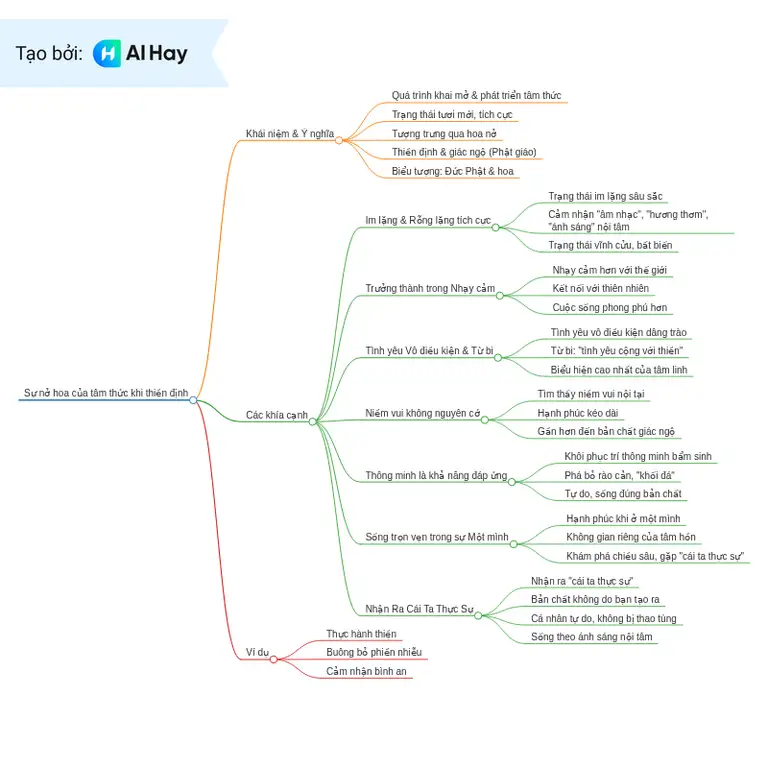 Tạo bởi: AI Hay
Sự nở hoa của tâm thức khi thiền định
Khái niệm & Ý nghĩa
Quá trình khai mở & phát triển tâm thức
Trạng thái tươi mới, tích cực
Tượng trưng qua hoa nở
Thiền định & giác ngộ (Phật giáo)
Biểu tượng: Đức Phật & hoa
Các khía cạnh
Im lặng & Rỗng lặng tích cực
Trạng thái im lặng sâu sắc
Cảm nhận "âm nhạc", "hương thơm",
"ánh sáng" nội tâm
Trạng thái vĩnh cửu, bất biến
Trưởng thành trong Nhạy cảm
Nhạy cảm hơn với thế giới
Kết nối với thiên nhiên
Cuộc sống phong phú hơn
Tình yêu Vô điều kiện & Từ bi
Tình yêu vô điều kiện dâng trào
Từ bi: "tình yêu cộng với thiền"
Biểu hiện cao nhất của tâm linh
Niềm vui không nguyên cớ
Tìm thấy niềm vui nội tại
Hạnh phúc kéo dài
Gần hơn đến bản chất giác ngộ
Thông minh là khả năng đáp ứng
Khôi phục trí thông minh bẩm sinh
Phá bỏ rào cản, "khối đá"
Tự do, sống đúng bản chất
Sống trọn vẹn trong sự Một mình
Hạnh phúc khi ở một mình
Không gian riêng của tâm hồn
Khám phá chiều sâu, gặp "cái ta thực sự"
Nhận Ra Cái Ta Thực Sự
Nhận ra "cái ta thực sự"
Bản chất không do bạn tạo ra
Cá nhân tự do, không bị thao túng
Sống theo ánh sáng nội tâm
Ví dụ
Thực hành thiền
Buông bỏ phiền nhiễu
Cảm nhận bình an